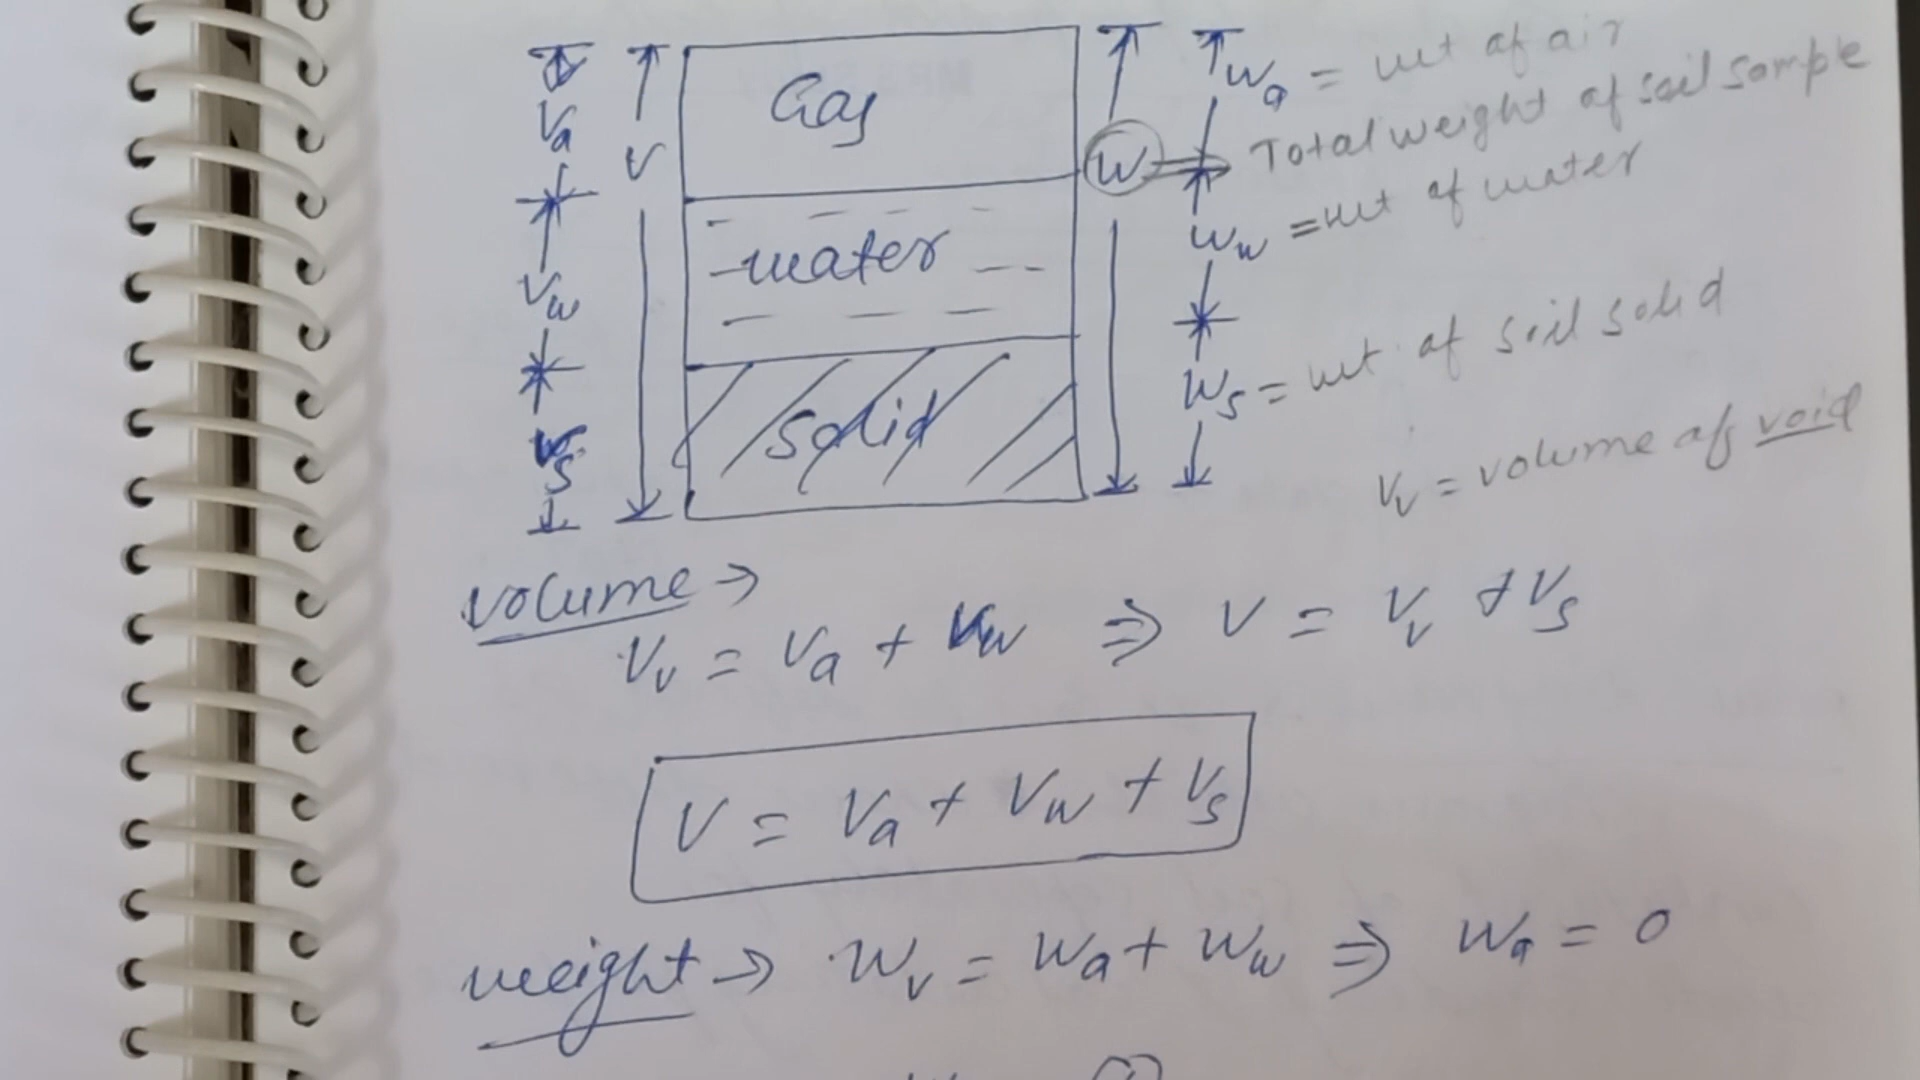 Va
V
Gas
W
Wa = wt of air
Total weight of soil sample
Vw
water
Ww = wt of water
Vs
Solid
Ws = wt of soil solid
Vv = volume of void
volume →
Vv = Va + Vw ⇒ V = Vv + Vs
V = Va + Vw + Vs
weight → Wv = Wa + Ww ⇒ Wa = 0